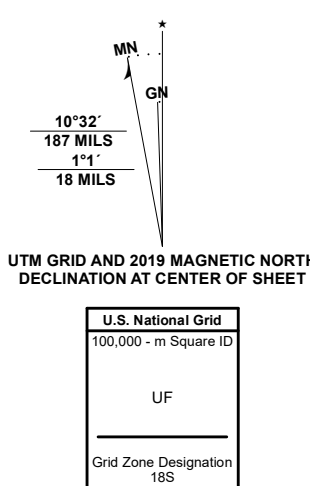 ★
MN
GN
10°32´
187 MILS
1°1´
18 MILS
UTM GRID AND 2019 MAGNETIC NORTH
DECLINATION AT CENTER OF SHEET
U.S. National Grid
100,000 - m Square ID
UF
Grid Zone Designation
18S